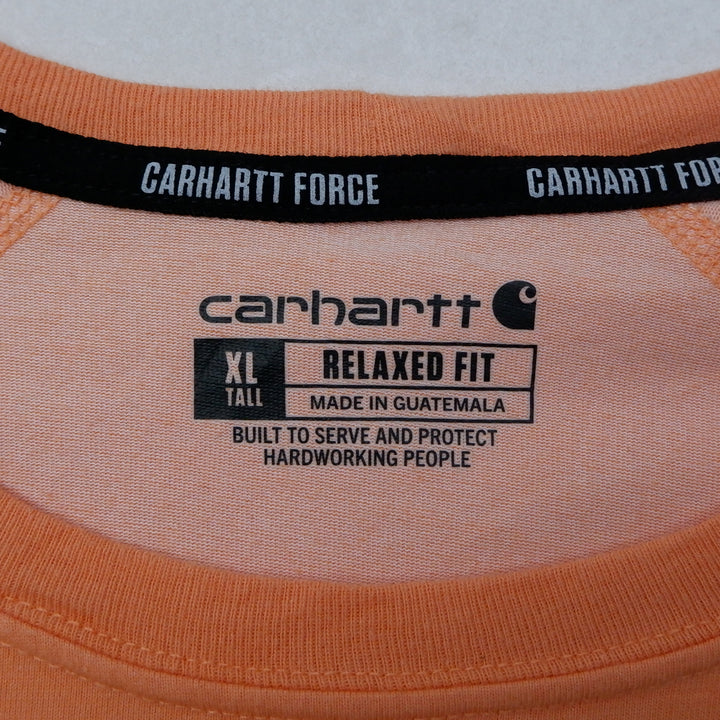 CARHARTT FORCE
CARHARTT FOR
carhartt
XL
TALL
RELAXED FIT
MADE IN GUATEMALA
BUILT TO SERVE AND PROTECT
HARDWORKING PEOPLE